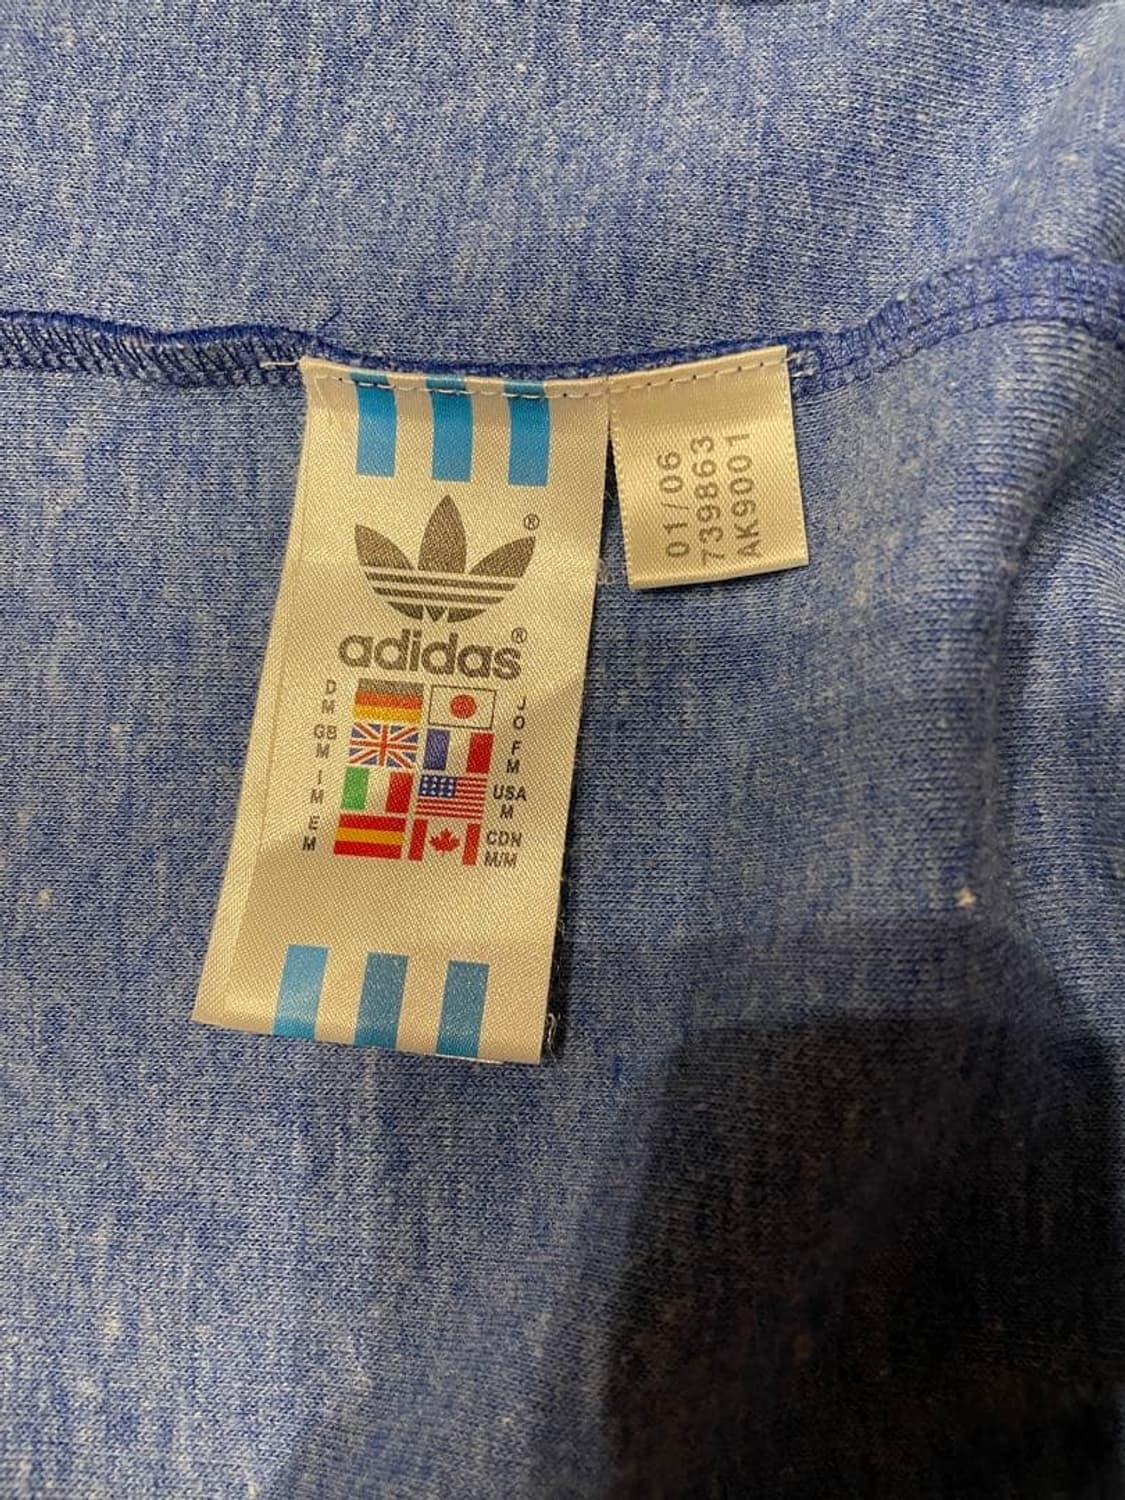 ®
adidas®
D
M
J
O
GB
M
F
M
I
M
USA
M
E
M
CDN
M/M
01/06
739863
AK9001